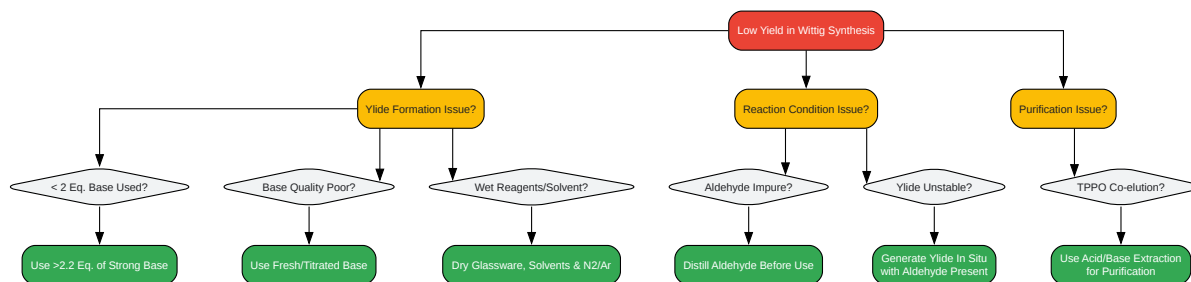 Low Yield in Wittig Synthesis
Ylide Formation Issue?
Reaction Condition Issue?
Purification Issue?
< 2 Eq. Base Used?
Base Quality Poor?
Wet Reagents/Solvent?
Aldehyde Impure?
Ylide Unstable?
TPPO Co-elution?
Use >2.2 Eq. of Strong Base
Use Fresh/Titrated Base
Dry Glassware, Solvents & N2/Ar
Distill Aldehyde Before Use
Generate Ylide In Situ
with Aldehyde Present
Use Acid/Base Extraction
for Purification